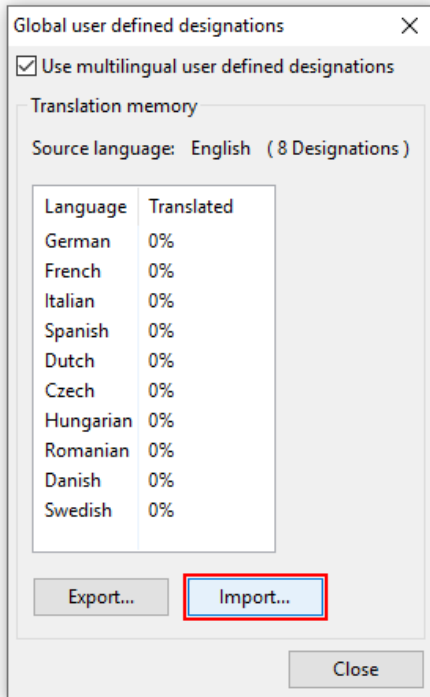 Global user defined designations
Use multilingual user defined designations
Translation memory
Source language: English ( 8 Designations )
Language Translated
German 0%
French 0%
Italian 0%
Spanish 0%
Dutch 0%
Czech 0%
Hungarian 0%
Romanian 0%
Danish 0%
Swedish 0%
Export... Import...
Close